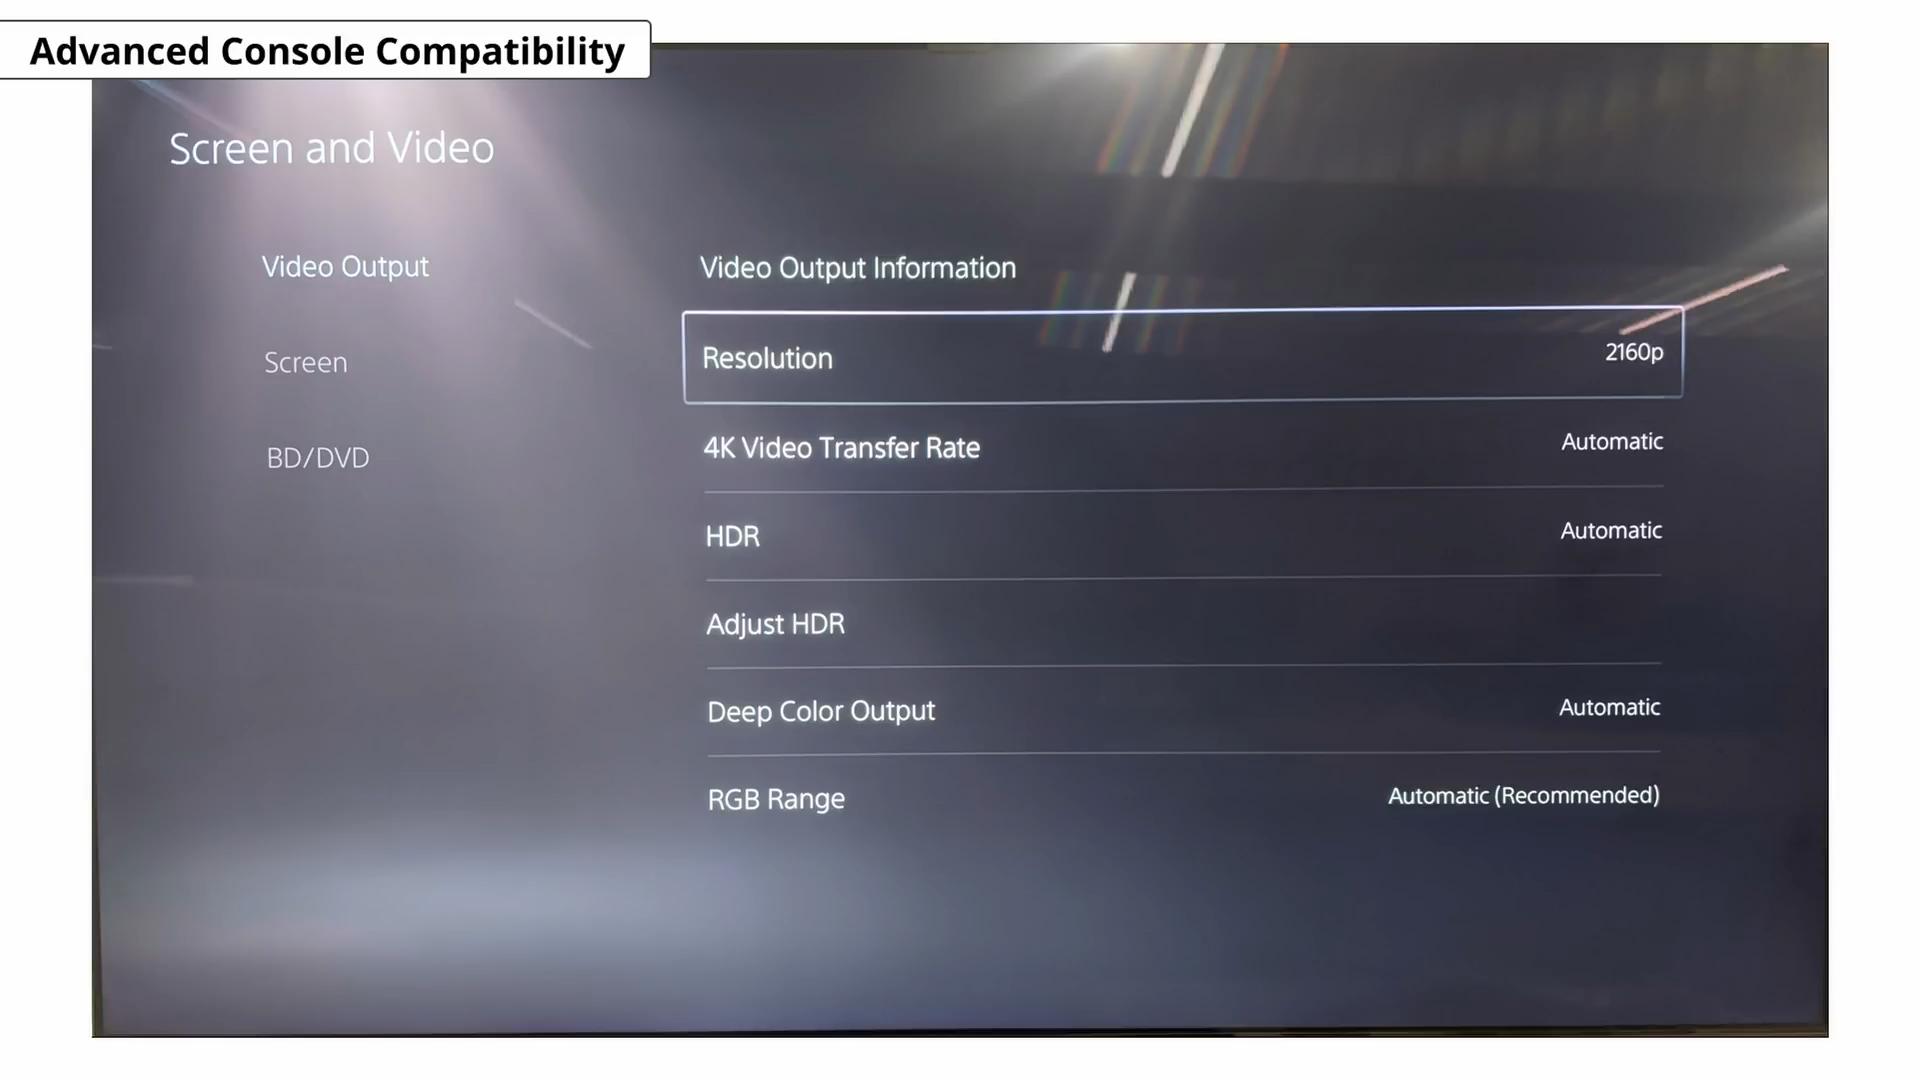 Advanced Console Compatibility
Screen and Video
Video Output
Screen
BD/DVD
Video Output Information
Resolution 2160p
4K Video Transfer Rate Automatic
HDR Automatic
Adjust HDR
Deep Color Output Automatic
RGB Range Automatic (Recommended)